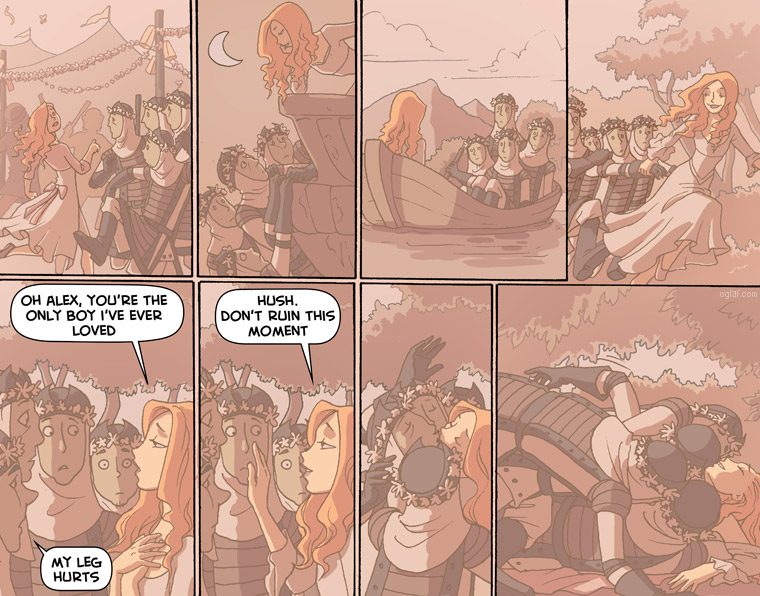 oglaf.com
OH ALEX, YOU'RE THE
ONLY BOY I'VE EVER
LOVED
MY LEG
HURTS
HUSH.
DON'T RUIN THIS
MOMENT